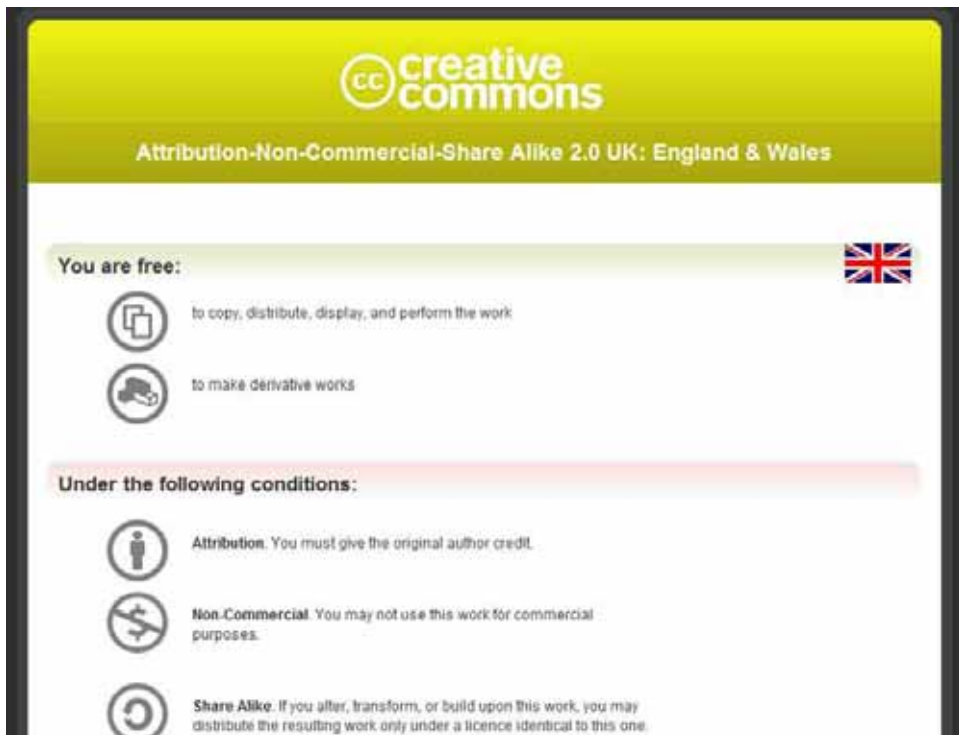 cc creative
commons
Attribution-Non-Commercial-Share Alike 2.0 UK: England & Wales
You are free:
to copy, distribute, display, and perform the work
to make derivative works
Under the following conditions:
Attribution. You must give the original author credit.
Non-Commercial. You may not use this work for commercial
purposes.
Share Alike. If you alter, transform, or build upon this work, you may
distribute the resulting work only under a licence identical to this one.